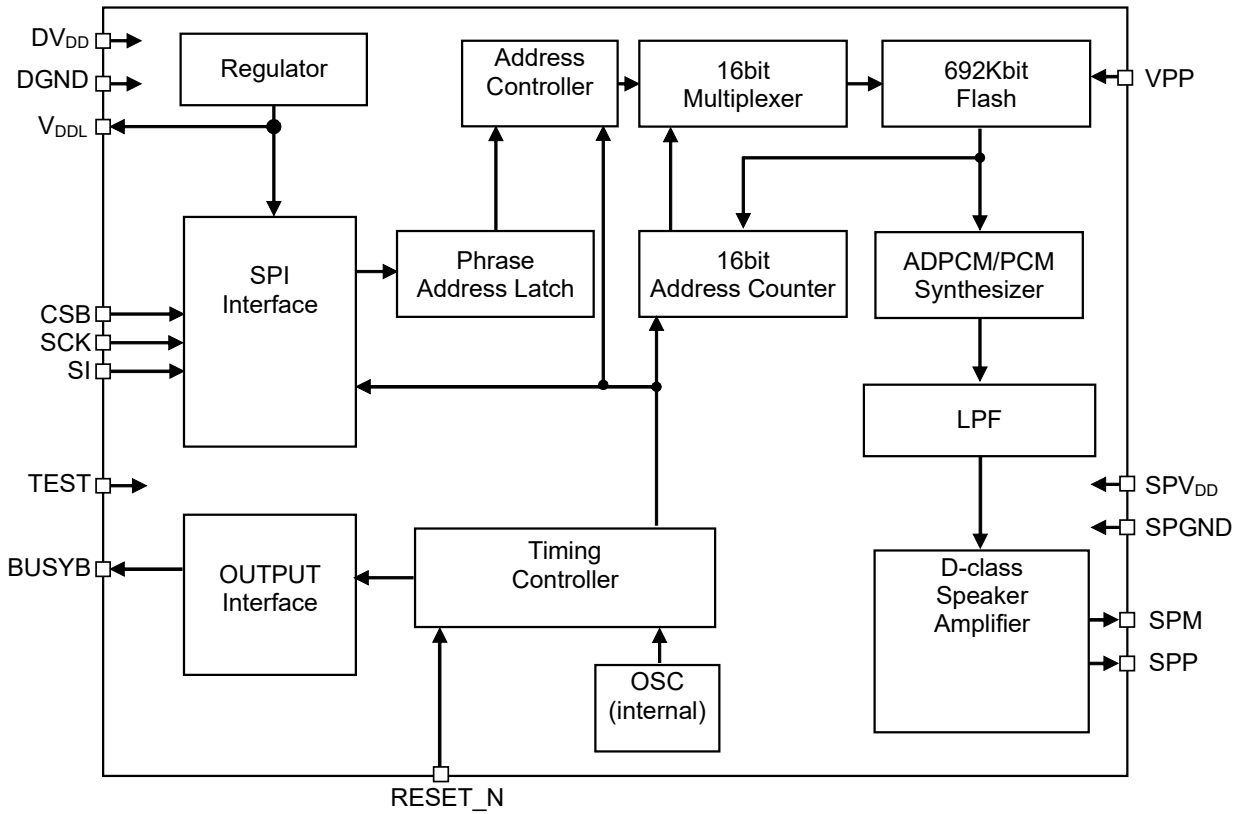 DVDD
DGND
VDDL
Regulator
Address
Controller
16bit
Multiplexer
692Kbit
Flash
VPP
SPI
Interface
Phrase
Address Latch
16bit
Address Counter
ADPCM/PCM
Synthesizer
CSB
SCK
SI
LPF
TEST
SPVDD
SPGND
BUSYB
OUTPUT
Interface
Timing
Controller
D-class
Speaker
Amplifier
SPM
SPP
OSC
(internal)
RESET_N